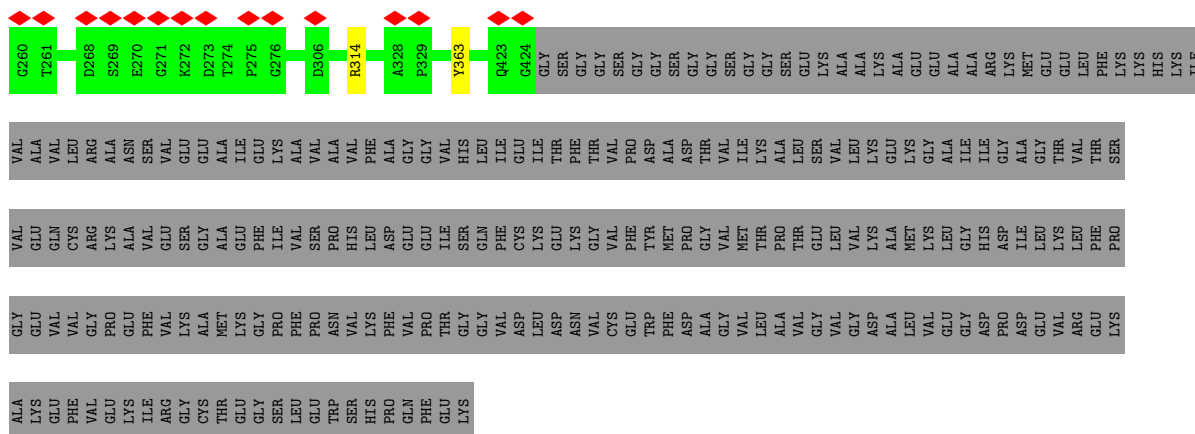 G260 T261 D268 S269 E270 G271 K272 D273 T274 P275 G276 D306 R314 A328 P329 Y363 Q423 G424 GLY SER GLY GLY SER GLY GLY SER GLY GLY SER GLY GLY SER GLU LYS ALA ALA LYS ALA GLU GLU ALA ALA ARG LYS MET GLU GLU LEU PHE LYS LYS HIS LYS ILE
VAL ALA VAL LEU ARG ALA ASN SER VAL GLU GLU ALA ILE GLU LYS ALA VAL ALA VAL PHE ALA GLY GLY VAL HIS LEU ILE GLU ILE THR PHE THR VAL PRO ASP ALA ASP THR VAL ILE LYS ALA LEU SER VAL LEU LYS GLU LYS GLY ALA ILE ILE GLY ALA GLY THR VAL THR SER
VAL GLU GLN CYS ARG LYS ALA VAL GLU SER GLY ALA GLU PHE ILE VAL SER PRO HIS LEU ASP GLU GLU ILE SER GLN PHE CYS LYS GLU LYS GLY VAL PHE TYR MET PRO GLY VAL MET THR PRO THR GLU LEU VAL LYS ALA MET LYS LEU GLY HIS ASP ILE LEU LYS LEU PHE PRO
GLY GLU VAL VAL GLY PRO GLU PHE VAL LYS ALA MET LYS GLY PRO PHE PRO ASN VAL LYS PHE VAL PRO THR GLY GLY VAL ASP LEU ASP ASN VAL CYS GLU TRP PHE ASP ALA GLY VAL LEU ALA VAL GLY VAL GLY ASP ALA LEU VAL GLU GLY ASP PRO ASP GLU VAL ARG GLU LYS
ALA LYS GLU PHE VAL GLU LYS ILE ARG GLY CYS THR GLU GLY SER LEU GLU TRP SER HIS PRO GLN PHE GLU LYS